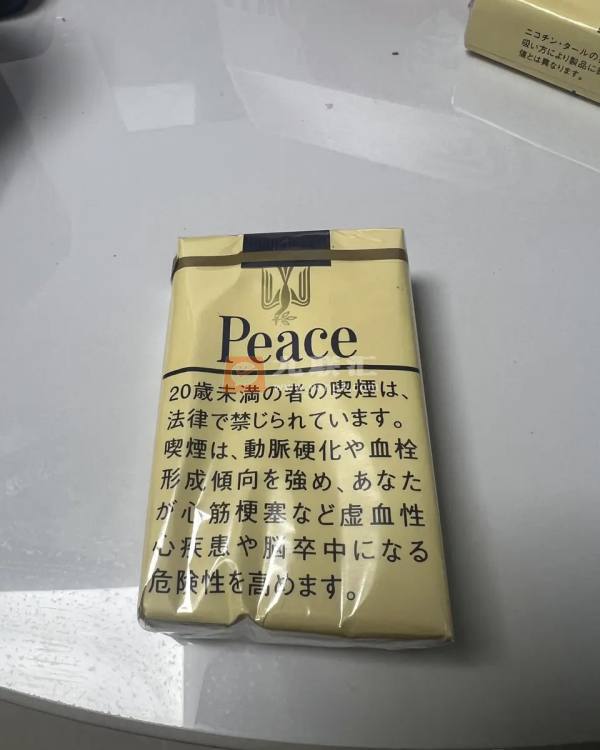 ニコチン・タールの
吸い方により製品に
値とは異なります。
Peace
20歳未満の者の喫煙は、
法律で禁じられています。
喫煙は、動脈硬化や血栓
形成傾向を強め、あなた
が心筋梗塞など虚血性
心疾患や脳卒中になる
危険性を高めます。